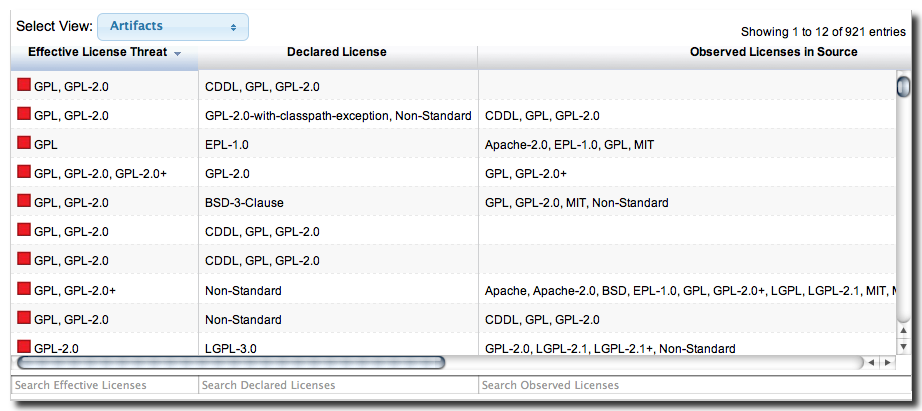 Select View: Artifacts
Showing 1 to 12 of 921 entries
Effective License Threat Declared License Observed Licenses in Source
GPL, GPL-2.0 CDDL, GPL, GPL-2.0
GPL, GPL-2.0 GPL-2.0-with-classpath-exception, Non-Standard CDDL, GPL, GPL-2.0
GPL EPL-1.0 Apache-2.0, EPL-1.0, GPL, MIT
GPL, GPL-2.0, GPL-2.0+ GPL-2.0 GPL, GPL-2.0+
GPL, GPL-2.0 BSD-3-Clause GPL, GPL-2.0, MIT, Non-Standard
GPL, GPL-2.0 CDDL, GPL, GPL-2.0
GPL, GPL-2.0 CDDL, GPL, GPL-2.0
GPL, GPL-2.0+ Non-Standard Apache, Apache-2.0, BSD, EPL-1.0, GPL, GPL-2.0+, LGPL, LGPL-2.1, MIT,
GPL, GPL-2.0 Non-Standard CDDL, GPL, GPL-2.0
GPL-2.0 LGPL-3.0 GPL-2.0, LGPL-2.1, LGPL-2.1+, Non-Standard
Search Effective Licenses Search Declared Licenses Search Observed Licenses